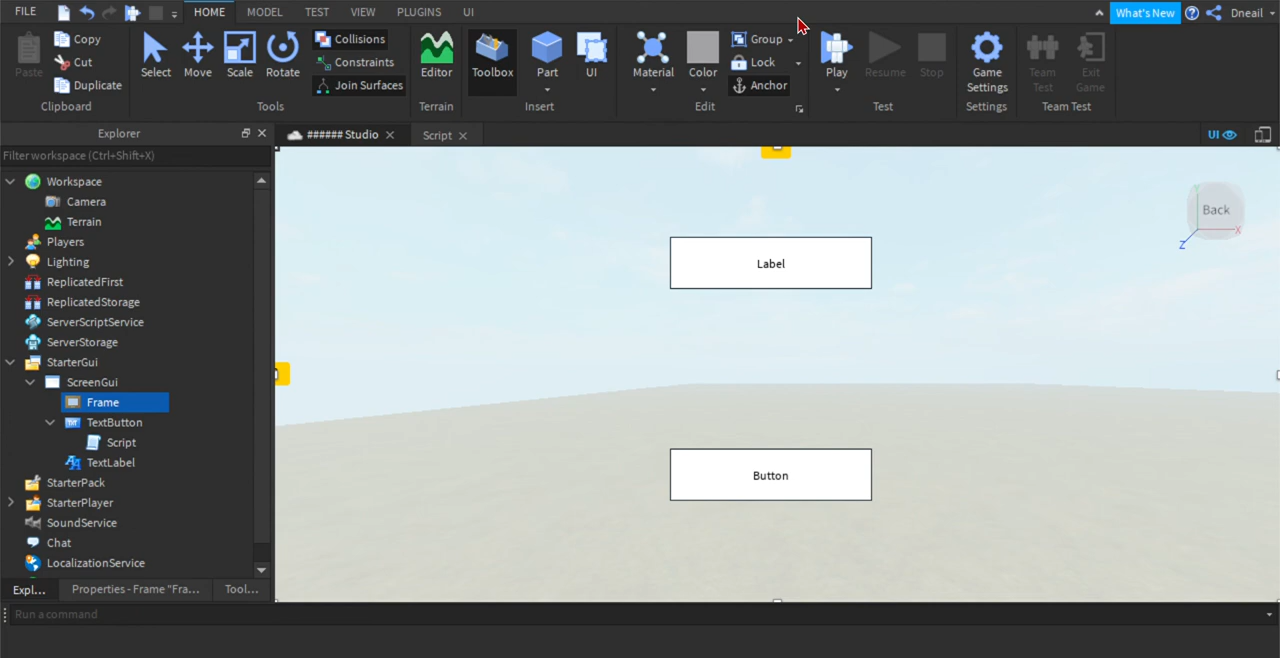 FILE HOME MODEL TEST VIEW PLUGINS UI What's New Dneail
Paste Copy Cut Duplicate Clipboard
Select Move Scale Rotate Collisions Constraints Join Surfaces Tools
Editor Terrain
Toolbox Part UI Insert
Material Color Group Lock Anchor Edit
Play Resume Stop Test
Game Settings Settings
Team Test Exit Game Team Test
Explorer
###### Studio
Script
UI
Filter workspace (Ctrl+Shift+X)
Workspace
Camera
Terrain
Players
Lighting
ReplicatedFirst
ReplicatedStorage
ServerScriptService
ServerStorage
StarterGui
ScreenGui
Frame
TextButton
Script
TextLabel
StarterPack
StarterPlayer
SoundService
Chat
LocalizationService
Label
Button
Back
Y
X
Z
Expl... Properties - Frame "Fra... Tool...
Run a command